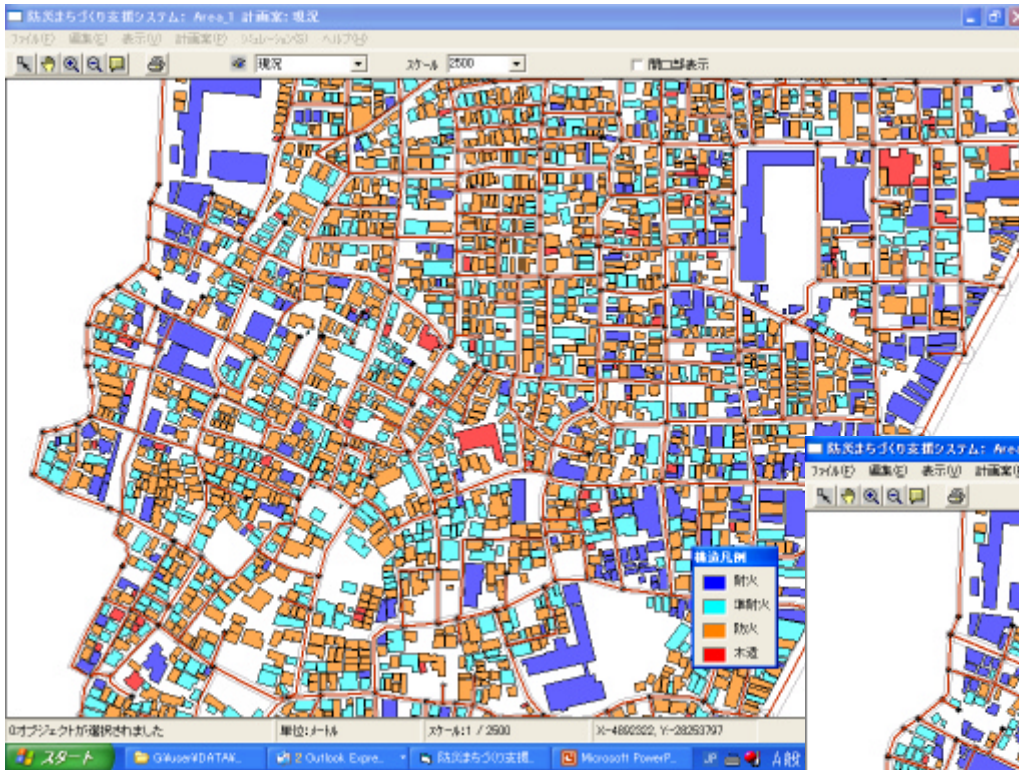 防災まちづくり支援システム: Area_1 計画案: 現況
ファイル(F) 編集(E) 表示(V) 計画案(P) シミュレーション(S) ヘルプ(H)
現況 スケール 2500 開口部表示
構造凡例
耐火
準耐火
防火
木造
0オブジェクトが選択されました 単位:メートル スケール:1 / 2500 X:-4892322, Y:-28253797
スタート G:¥user¥DATA¥... 2 Outlook Expre... 防災まちづくり支援... Microsoft PowerP... JP A 般
防災まちづくり支援システム: Area
ファイル(F) 編集(E) 表示(V) 計画案(P